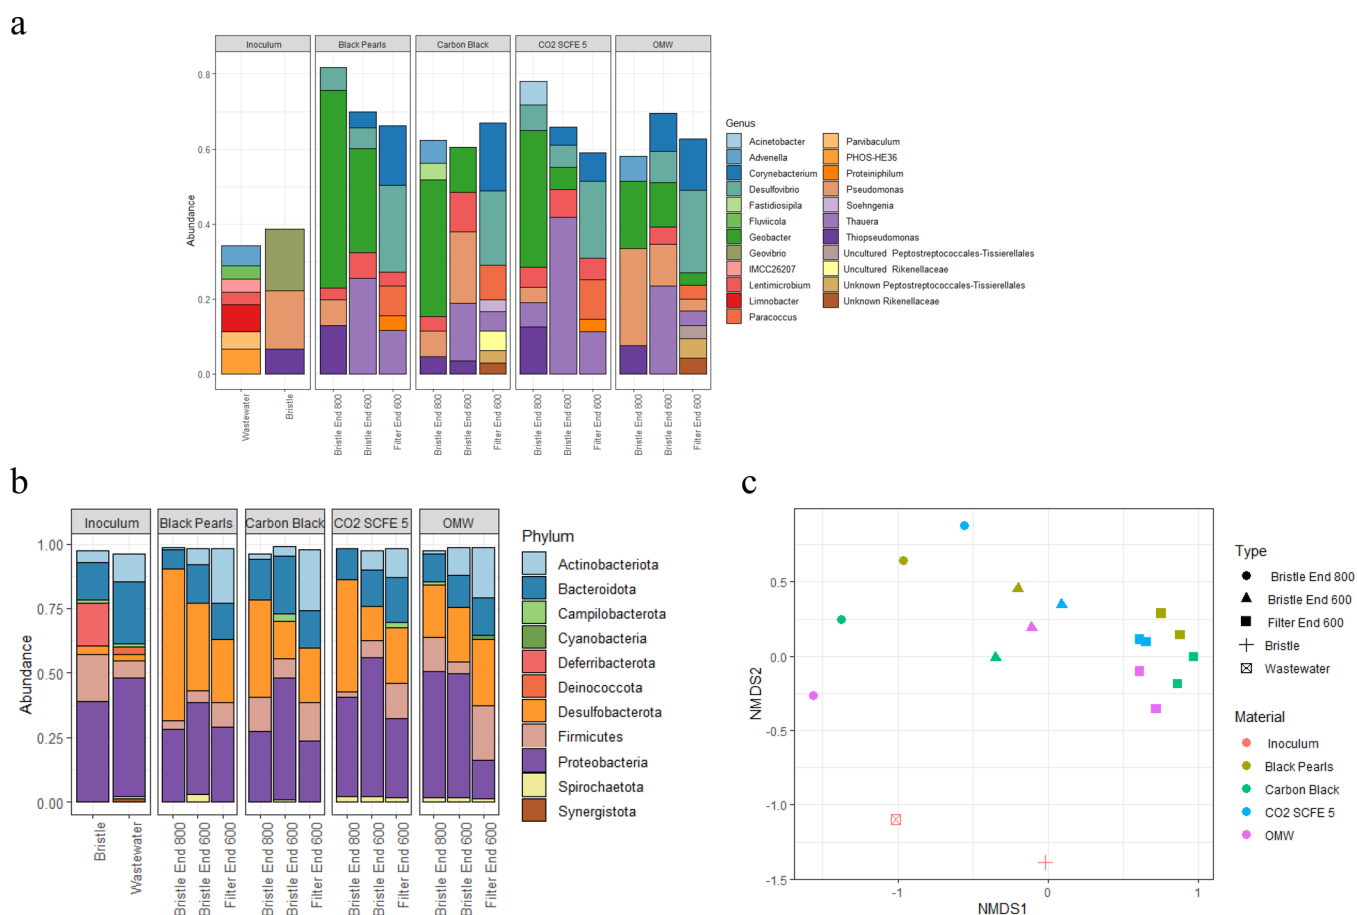 a
Inoculum Black Pearls Carbon Black CO2 SCFE 5 OMW
Abundance
0.8
0.6
0.4
0.2
0.0
Wastewater
Bristle
Bristle End 800
Bristle End 600
Filter End 600
Bristle End 800
Bristle End 600
Filter End 600
Bristle End 800
Bristle End 600
Filter End 600
Bristle End 800
Bristle End 600
Filter End 600
Genus
Acinetobacter
Advenella
Corynebacterium
Desulfovibrio
Fastidiosipila
Fluviicola
Geobacter
Geovibrio
IMCC26207
Lentimicrobium
Limnobacter
Paracoccus
Parvibaculum
PHOS-HE36
Proteiniphilum
Pseudomonas
Soehngenia
Thauera
Thiopseudomonas
Uncultured Peptostreptococcales-Tissierellales
Uncultured Rikenellaceae
Unknown Peptostreptococcales-Tissierellales
Unknown Rikenellaceae
b
Inoculum Black Pearls Carbon Black CO2 SCFE 5 OMW
Abundance
1.00
0.75
0.50
0.25
0.00
Bristle
Wastewater
Bristle End 800
Bristle End 600
Filter End 600
Bristle End 800
Bristle End 600
Filter End 600
Bristle End 800
Bristle End 600
Filter End 600
Bristle End 800
Bristle End 600
Filter End 600
Phylum
Actinobacteriota
Bacteroidota
Campilobacterota
Cyanobacteria
Deferribacterota
Deinococcota
Desulfobacterota
Firmicutes
Proteobacteria
Spirochaetota
Synergistota
c
NMDS2
0.5
0.0
-0.5
-1.0
-1.5
-1 0 1
NMDS1
Type
Bristle End 800
Bristle End 600
Filter End 600
Bristle
Wastewater
Material
Inoculum
Black Pearls
Carbon Black
CO2 SCFE 5
OMW